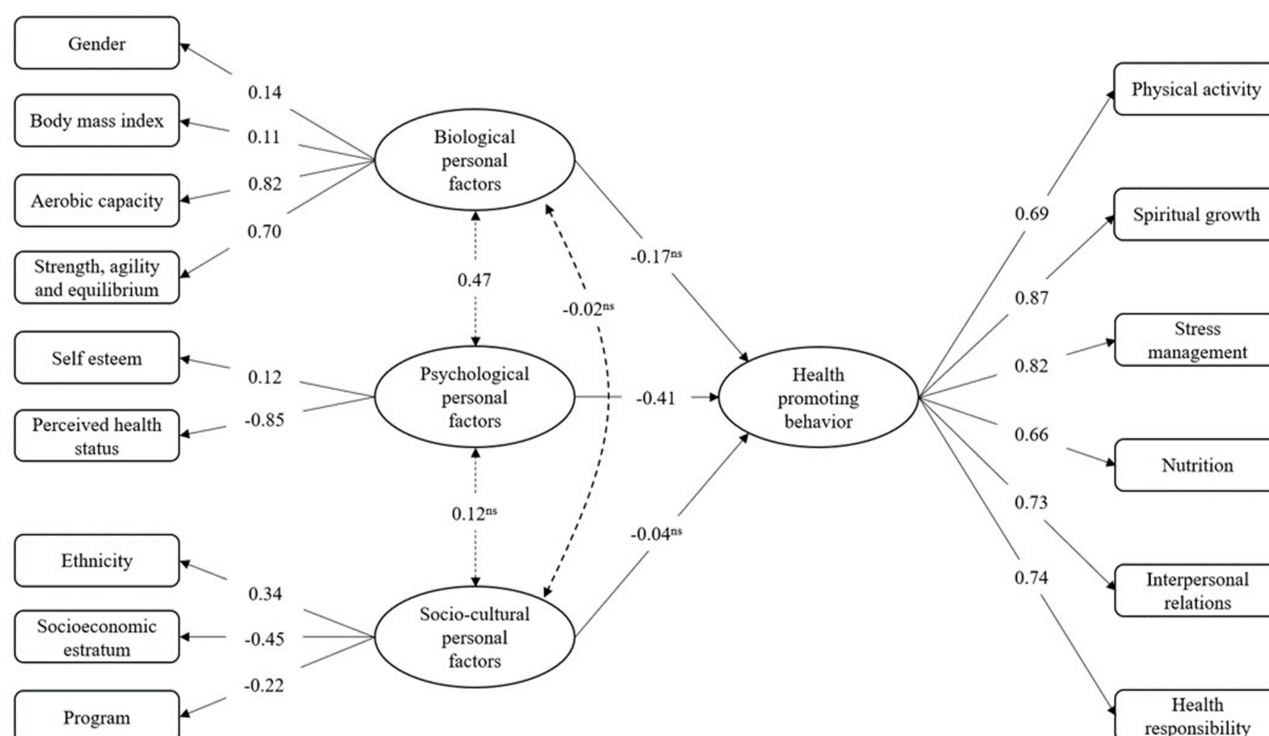 Gender
0.14
Body mass index
0.11
Aerobic capacity
0.82
Strength, agility
and equilibrium
0.70
Self esteem
0.12
Perceived health
status
-0.85
Ethnicity
0.34
Socioeconomic
estratum
-0.45
Program
-0.22
Biological
personal
factors
0.47
Psychological
personal
factors
0.12ns
Socio-cultural
personal
factors
-0.02ns
-0.17ns
-0.41
-0.04ns
Health
promoting
behavior
0.69
Physical activity
0.87
Spiritual growth
0.82
Stress
management
0.66
Nutrition
0.73
Interpersonal
relations
0.74
Health
responsibility